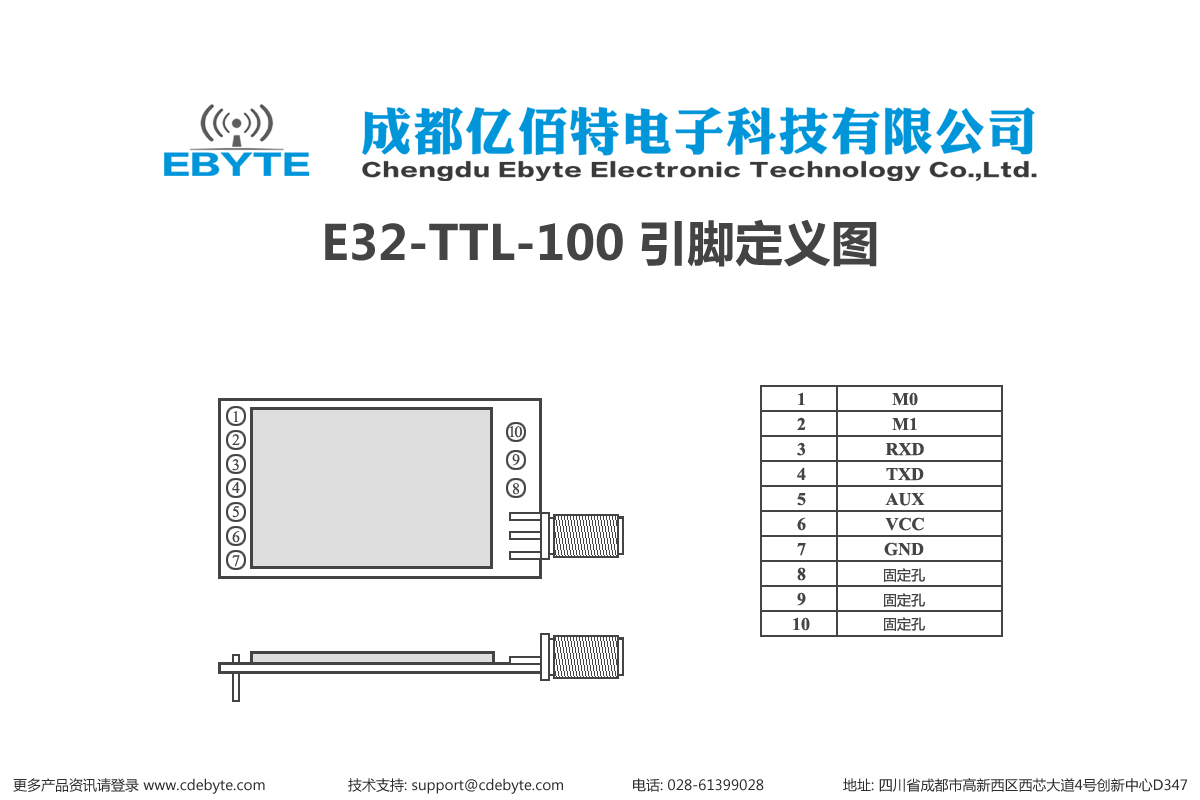 EBYTE
成都亿佰特电子科技有限公司
Chengdu Ebyte Electronic Technology Co.,Ltd.
E32-TTL-100 引脚定义图
①
②
③
④
⑤
⑥
⑦
⑩
⑨
⑧
1 M0
2 M1
3 RXD
4 TXD
5 AUX
6 VCC
7 GND
8 固定孔
9 固定孔
10 固定孔
更多产品资讯请登录 www.cdebyte.com 技术支持: support@cdebyte.com 电话: 028-61399028 地址: 四川省成都市高新西区西芯大道4号创新中心D347